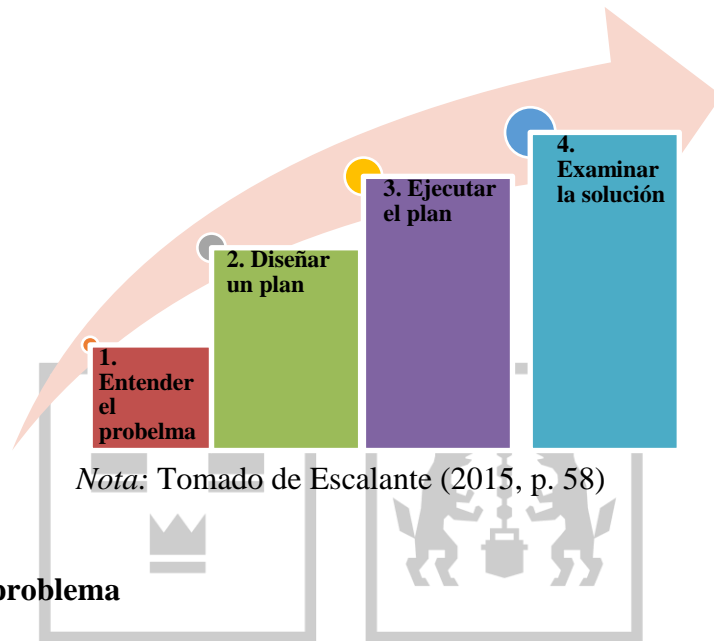 1.
Entender
el
probelma
2. Diseñar
un plan
3. Ejecutar
el plan
4.
Examinar
la solución
Nota: Tomado de Escalante (2015, p. 58)
problema